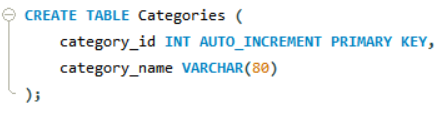 CREATE TABLE Categories (
    category_id INT AUTO_INCREMENT PRIMARY KEY,
    category_name VARCHAR(80)
);